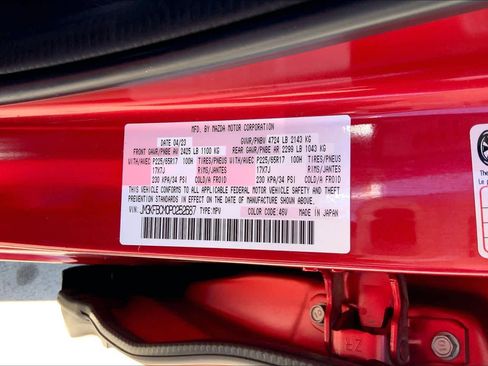 MFD. BY MAZDA MOTOR CORPORATION
DATE 04/23 GVWR/PNBV 4724 LB 2143 KG
FRONT GAWR/PNBE AV 2425 LB 1100 KG REAR GAWR/PNBE AR 2299 LB 1043 KG
WITH/AVEC P225/65R17 100H TIRES/PNEUS WITH/AVEC P225/65R17 100H TIRES/PNEUS
17X7J RIMS/JANTES 17X7J RIMS/JANTES
230 KPA/34 PSI COLD/A FROID 230 KPA/34 PSI COLD/A FROID
THIS VEHICLE CONFORMS TO ALL APPLICABLE FEDERAL MOTOR VEHICLE SAFETY AND THEFT
PREVENTION STANDARDS IN EFFECT ON THE DATE OF MANUFACTURE SHOWN ABOVE.
VIN: TYPE:MPV COLOR CODE:46V MADE IN JAPAN
ZR